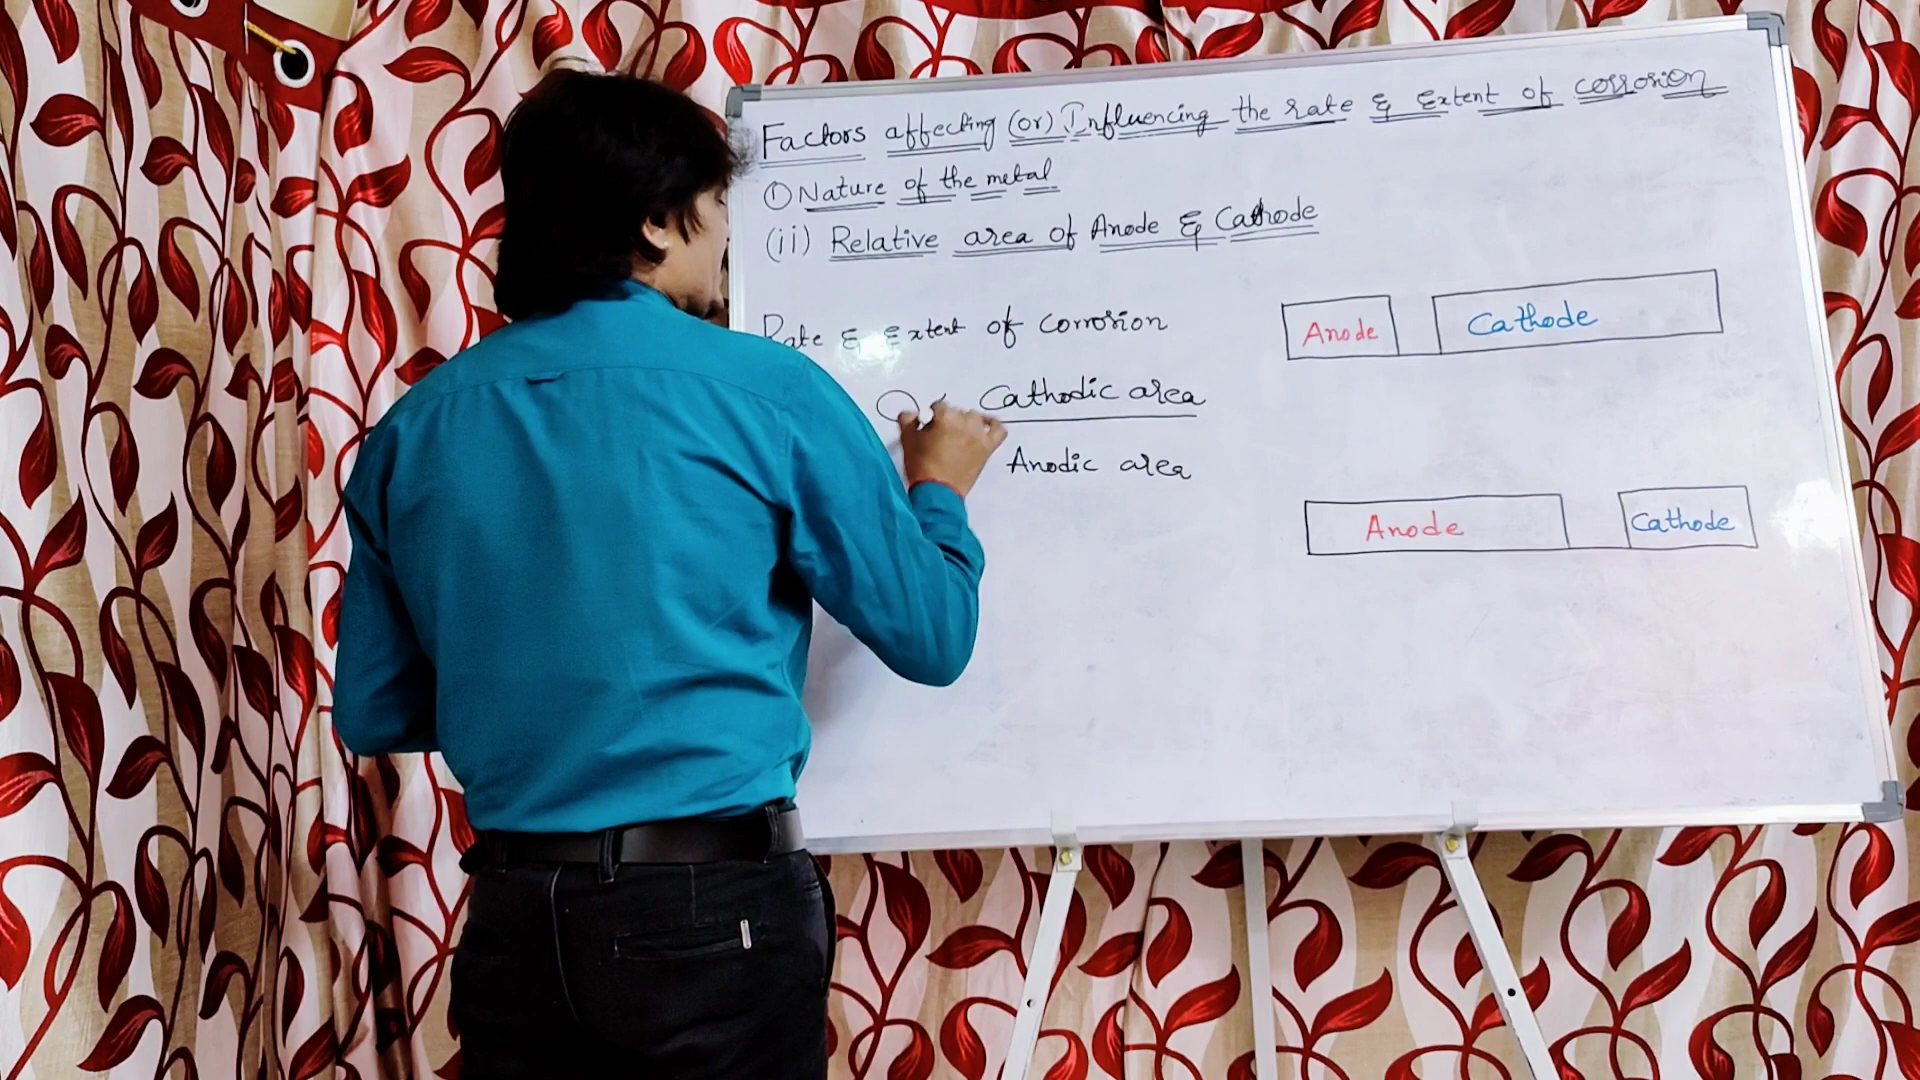 Factors affecting (or) Influencing the rate & Extent of corrosion
① Nature of the metal
(ii) Relative area of Anode & Cathode
Rate & Extent of corrosion
Cathodic area
Anodic area
Anode Cathode
Anode Cathode